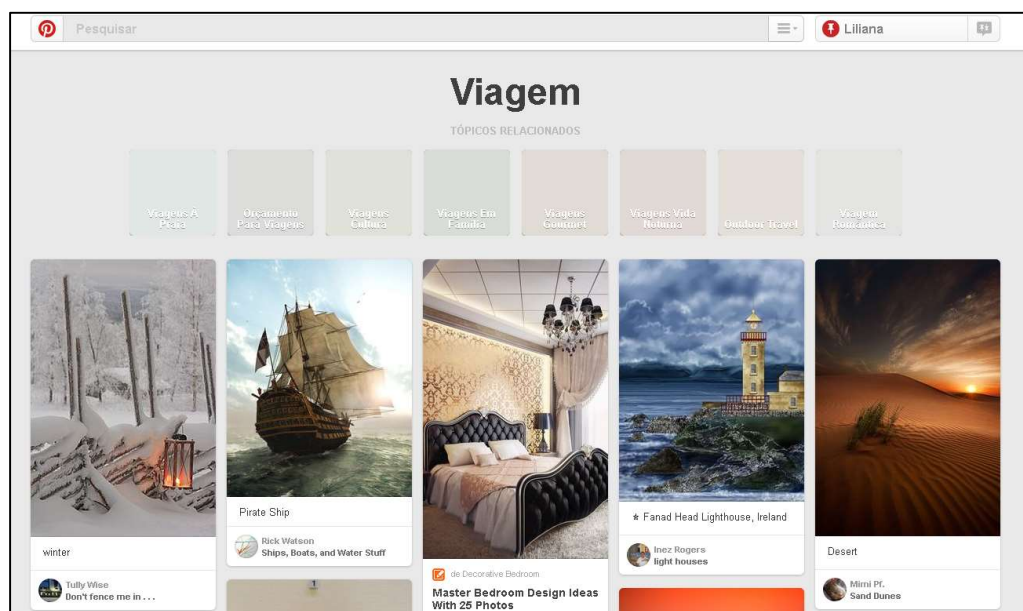 Pesquisar
Liliana
Viagem
TÓPICOS RELACIONADOS
Viagens À
Praia
Orçamento
Para Viagens
Viagens
Cultura
Viagens Em
Família
Viagens
Gourmet
Viagens Vida
Noturna
Outdoor Travel
Viagem
Romântica
winter
Tully Wise
Don't fence me in . . .
Pirate Ship
Rick Watson
Ships, Boats, and Water Stuff
1
de Decorative Bedroom
Master Bedroom Design Ideas
With 25 Photos
★ Fanad Head Lighthouse, Ireland
Inez Rogers
light houses
Desert
Mimi Pf.
Sand Dunes